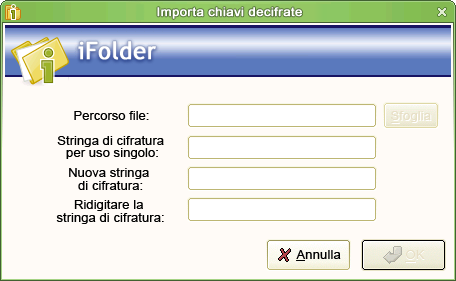 Importa chiavi decifrate
iFolder
Percorso file:
Sfoglia
Stringa di cifratura
per uso singolo:
Nuova stringa
di cifratura:
Ridigitare la
stringa di cifratura:
Annulla
OK